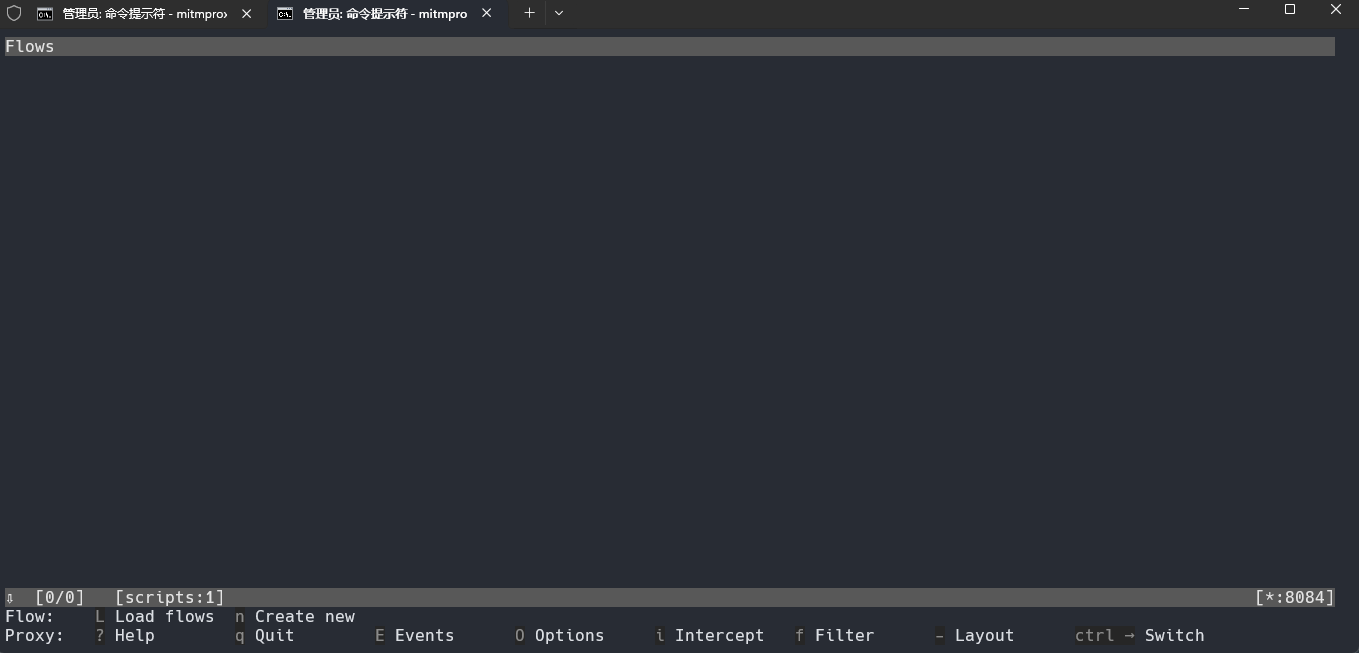 管理员: 命令提示符 - mitmpro 管理员: 命令提示符 - mitmpro
Flows
⇩ [0/0] [scripts:1] [*:8084]
Flow: L Load flows n Create new
Proxy: ? Help q Quit E Events O Options i Intercept f Filter - Layout ctrl → Switch